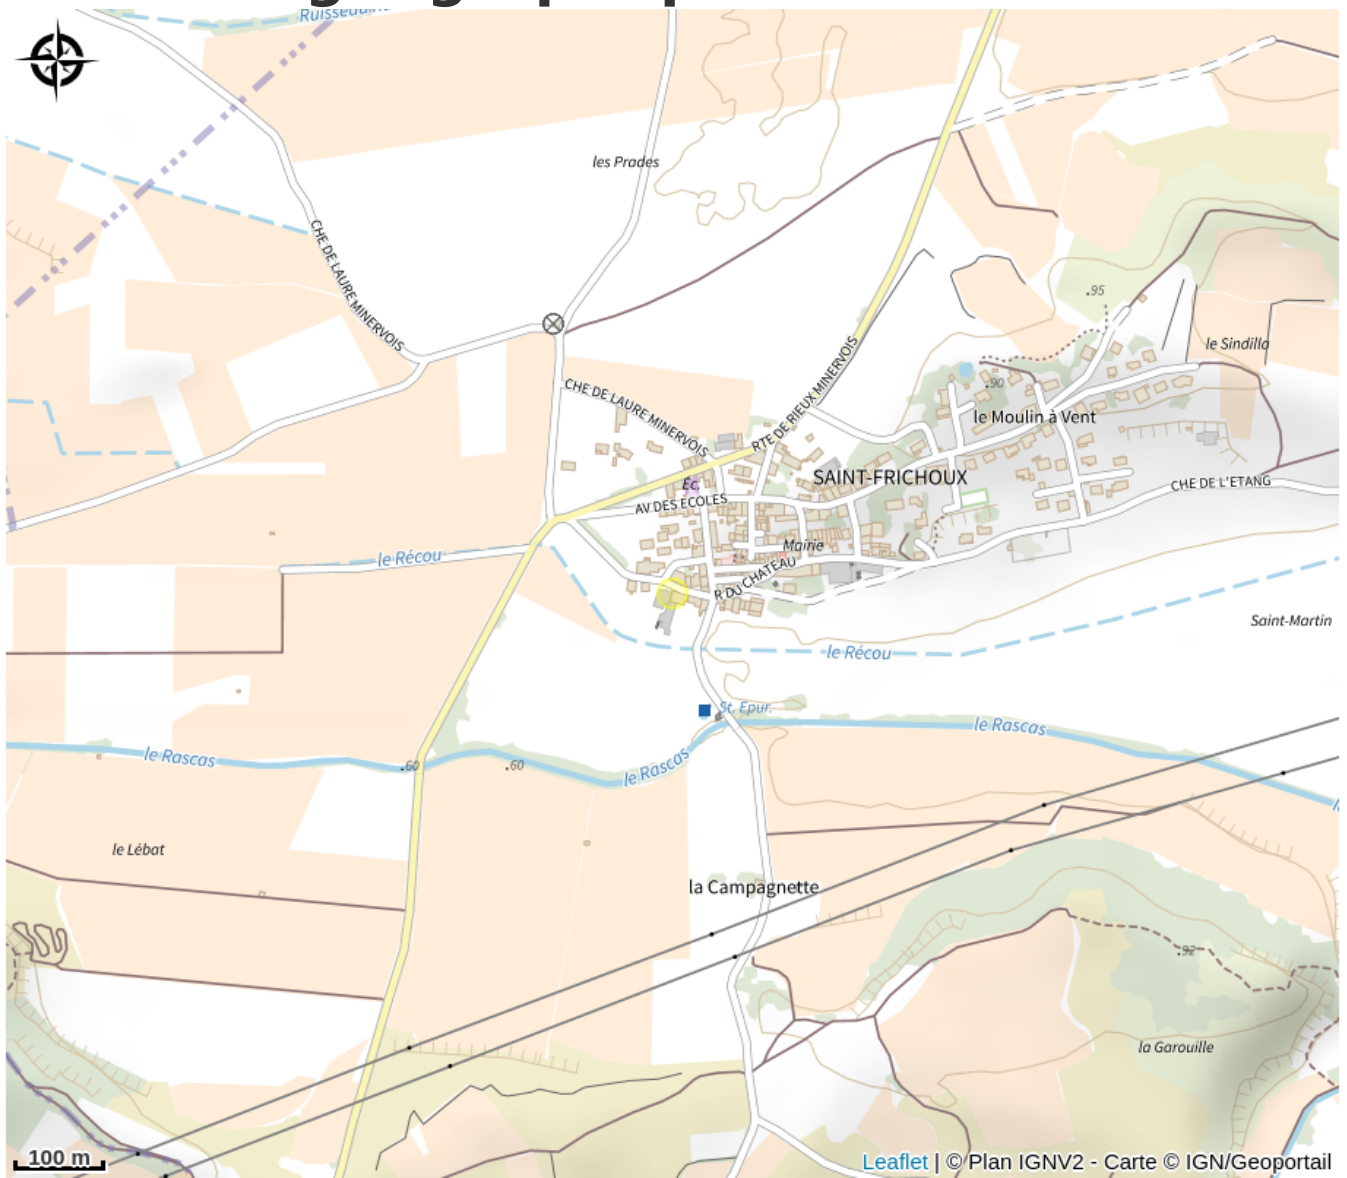 Ruisseau
les Prades
CHE DE LAURE MINERVOIS
.95
le Sindilla
RTE DE RIEUX MINERVOIS
CHE DE LAURE MINERVOIS
.90
le Moulin à Vent
SAINT-FRICHOUX
Ec.
CHE DE L'ETANG
AV DES ECOLES
Mairie
le Récou
R DU CHATEAU
Saint-Martin
le Récou
St. Epur.
le Rascas
le Rascas
.60
.60
le Rascas
le Lébat
la Campagnette
.92
la Garouille
100 m
Leaflet | © Plan IGNV2 - Carte © IGN/Geoportail